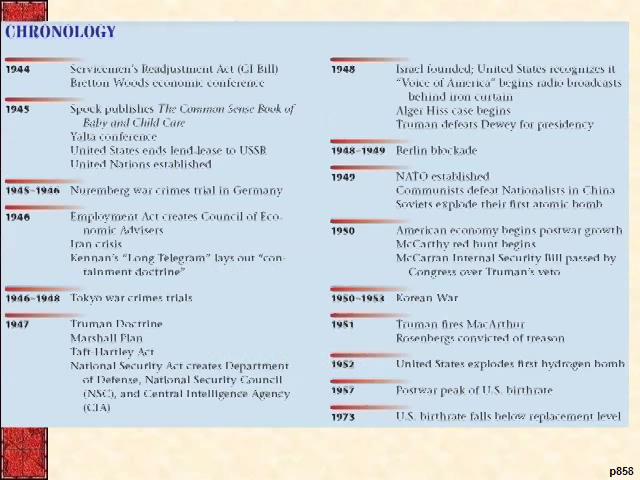 CHRONOLOGY
1944 Servicemen's Readjustment Act (GI Bill)
Bretton Woods economic conference
1945 Spock publishes The Common Sense Book of
Baby and Child Care
Yalta conference
United States ends lend-lease to USSR
United Nations established
1945–1946 Nuremberg war crimes trial in Germany
1946 Employment Act creates Council of Eco-
nomic Advisers
Iran crisis
Kennan's "Long Telegram" lays out "con-
tainment doctrine"
1946–1948 Tokyo war crimes trials
1947 Truman Doctrine
Marshall Plan
Taft-Hartley Act
National Security Act creates Department
of Defense, National Security Council
(NSC), and Central Intelligence Agency
(CIA)
1948 Israel founded; United States recognizes it
"Voice of America" begins radio broadcasts
behind iron curtain
Alger Hiss case begins
Truman defeats Dewey for presidency
1948–1949 Berlin blockade
1949 NATO established
Communists defeat Nationalists in China
Soviets explode their first atomic bomb
1950 American economy begins postwar growth
McCarthy red hunt begins
McCarran Internal Security Bill passed by
Congress over Truman's veto
1950–1953 Korean War
1951 Truman fires MacArthur
Rosenbergs convicted of treason
1952 United States explodes first hydrogen bomb
1957 Postwar peak of U.S. birthrate
1973 U.S. birthrate falls below replacement level
p858